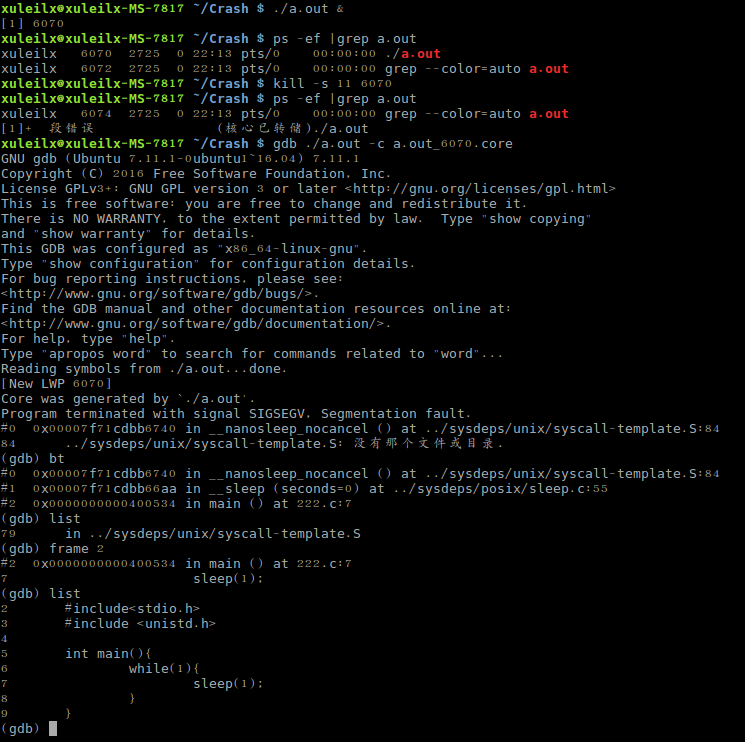 xuleilx@xuleilx-MS-7817 ~/Crash $ ./a.out &
[1] 6070
xuleilx@xuleilx-MS-7817 ~/Crash $ ps -ef |grep a.out
xuleilx   6070  2725  0 22:13 pts/0    00:00:00 ./a.out
xuleilx   6072  2725  0 22:13 pts/0    00:00:00 grep --color=auto a.out
xuleilx@xuleilx-MS-7817 ~/Crash $ kill -s 11 6070
xuleilx@xuleilx-MS-7817 ~/Crash $ ps -ef |grep a.out
xuleilx   6074  2725  0 22:13 pts/0    00:00:00 grep --color=auto a.out
[1]+  段错误               (核心已转储)./a.out
xuleilx@xuleilx-MS-7817 ~/Crash $ gdb ./a.out -c a.out_6070.core
GNU gdb (Ubuntu 7.11.1-0ubuntu1~16.04) 7.11.1
Copyright (C) 2016 Free Software Foundation, Inc.
License GPLv3+: GNU GPL version 3 or later <http://gnu.org/licenses/gpl.html>
This is free software: you are free to change and redistribute it.
There is NO WARRANTY, to the extent permitted by law.  Type "show copying"
and "show warranty" for details.
This GDB was configured as "x86_64-linux-gnu".
Type "show configuration" for configuration details.
For bug reporting instructions, please see:
<http://www.gnu.org/software/gdb/bugs/>.
Find the GDB manual and other documentation resources online at:
<http://www.gnu.org/software/gdb/documentation/>.
For help, type "help".
Type "apropos word" to search for commands related to "word"...
Reading symbols from ./a.out...done.
[New LWP 6070]
Core was generated by `./a.out'.
Program terminated with signal SIGSEGV, Segmentation fault.
#0  0x00007f71cdbb6740 in __nanosleep_nocancel () at ../sysdeps/unix/syscall-template.S:84
84      ../sysdeps/unix/syscall-template.S: 没有那个文件或目录.
(gdb) bt
#0  0x00007f71cdbb6740 in __nanosleep_nocancel () at ../sysdeps/unix/syscall-template.S:84
#1  0x00007f71cdbb66aa in __sleep (seconds=0) at ../sysdeps/posix/sleep.c:55
#2  0x0000000000400534 in main () at 222.c:7
(gdb) list
79      in ../sysdeps/unix/syscall-template.S
(gdb) frame 2
#2  0x0000000000400534 in main () at 222.c:7
7                       sleep(1);
(gdb) list
2       #include<stdio.h>
3       #include <unistd.h>
4
5       int main(){
6               while(1){
7                       sleep(1);
8               }
9       }
(gdb)